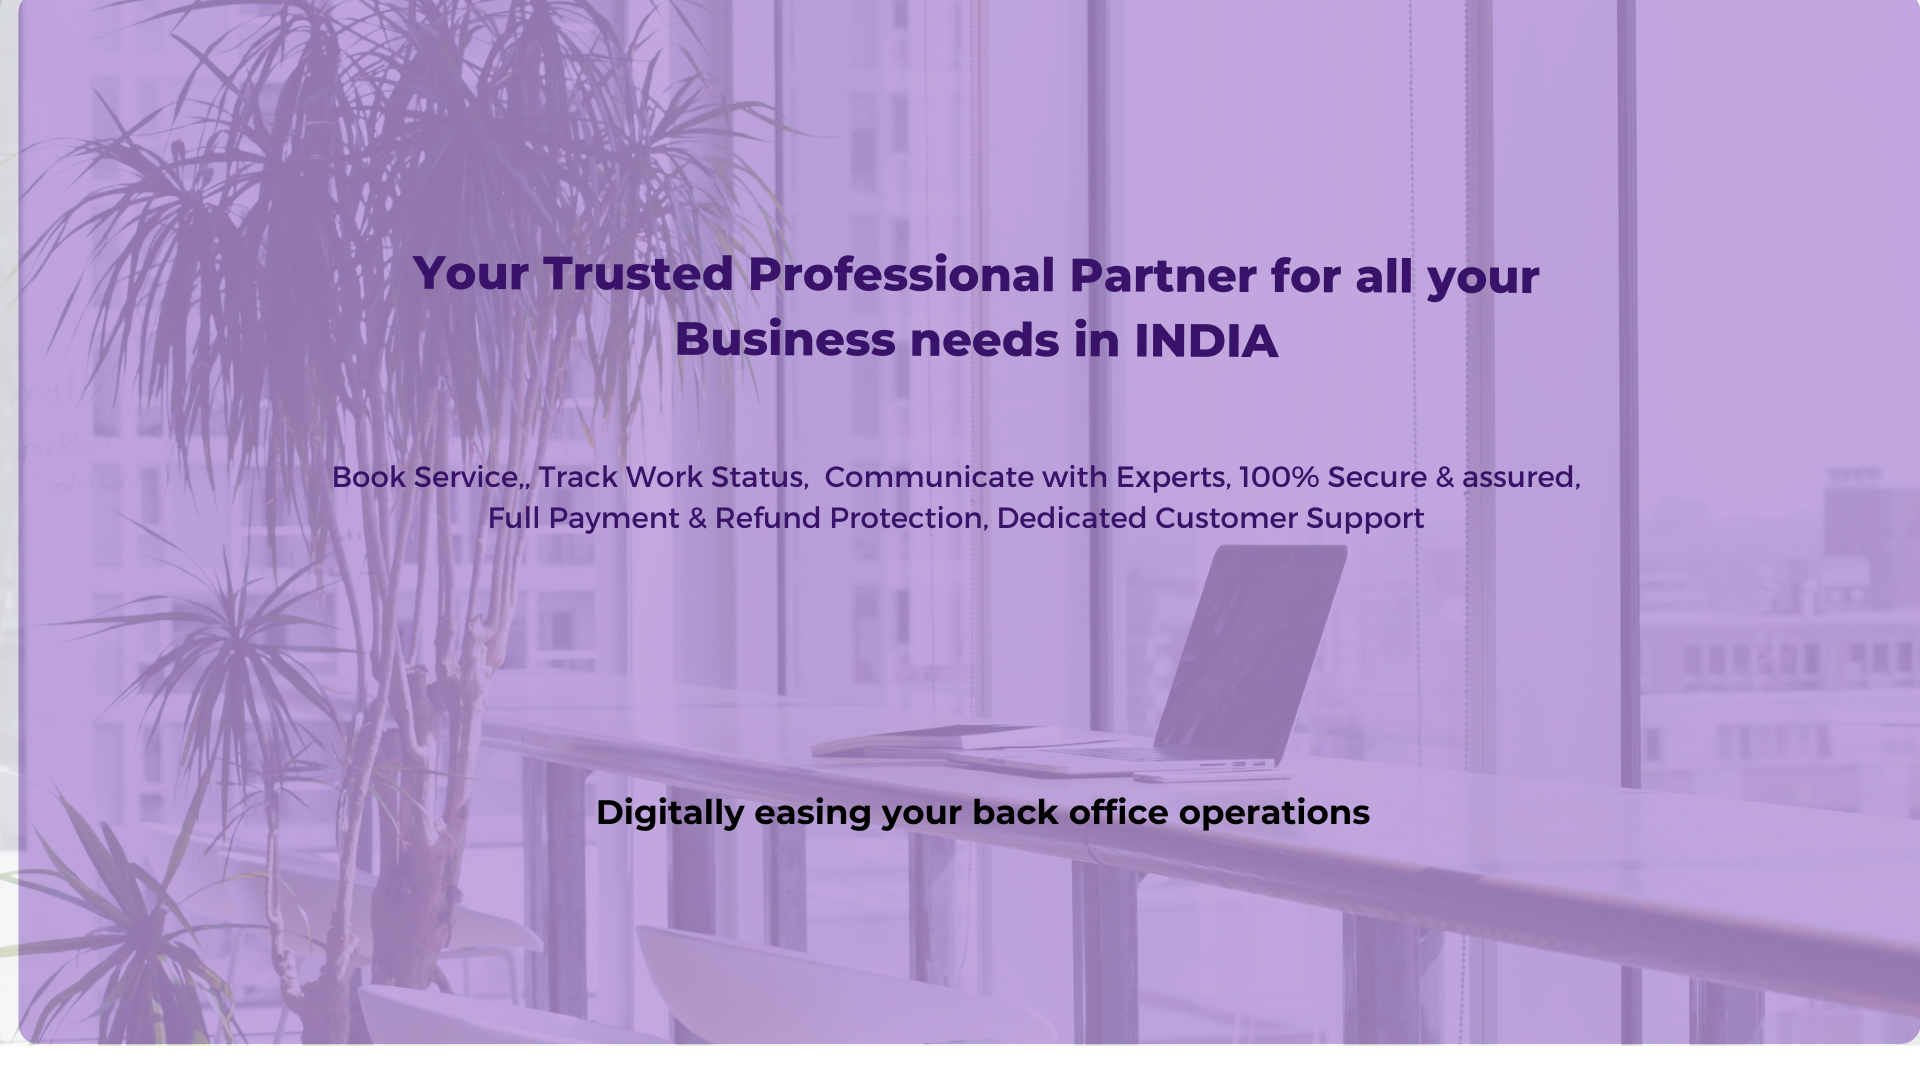 Your Trusted Professional Partner for all your
Business needs in INDIA
Book Service,, Track Work Status,  Communicate with Experts, 100% Secure & assured,
Full Payment & Refund Protection, Dedicated Customer Support
Digitally easing your back office operations